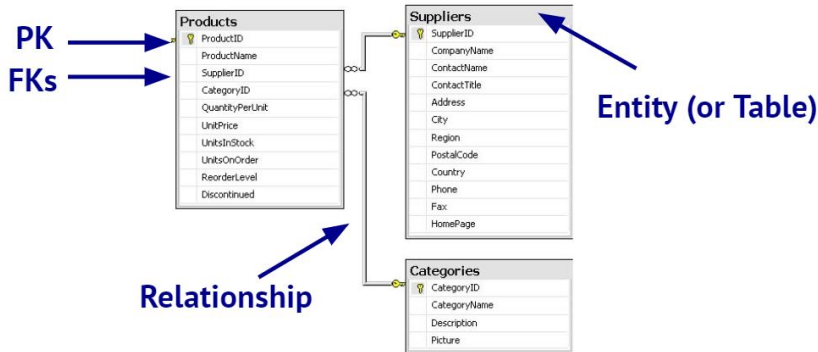 PK
FKs
Products
ProductID
ProductName
SupplierID
CategoryID
QuantityPerUnit
UnitPrice
UnitsInStock
UnitsOnOrder
ReorderLevel
Discontinued
Suppliers
SupplierID
CompanyName
ContactName
ContactTitle
Address
City
Region
PostalCode
Country
Phone
Fax
HomePage
Entity (or Table)
Relationship
Categories
CategoryID
CategoryName
Description
Picture